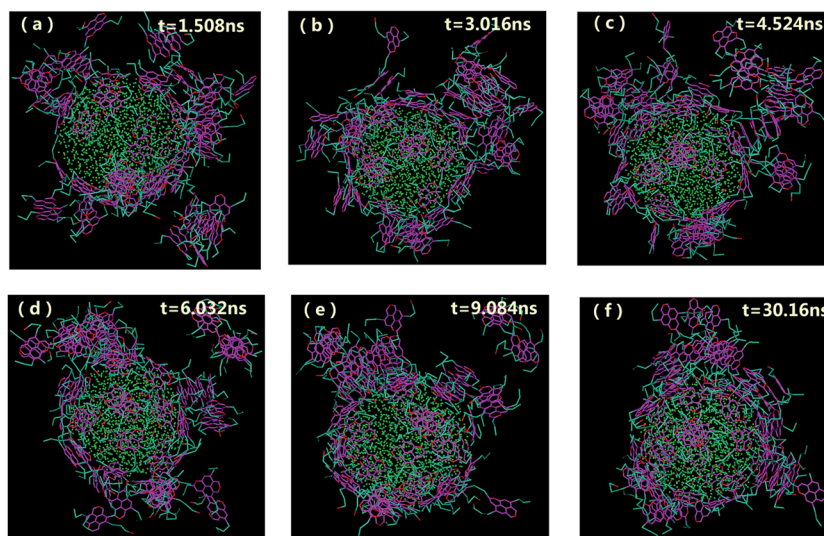 ( a ) t=1.508ns
( b ) t=3.016ns
( c ) t=4.524ns
( d ) t=6.032ns
( e ) t=9.084ns
( f ) t=30.16ns